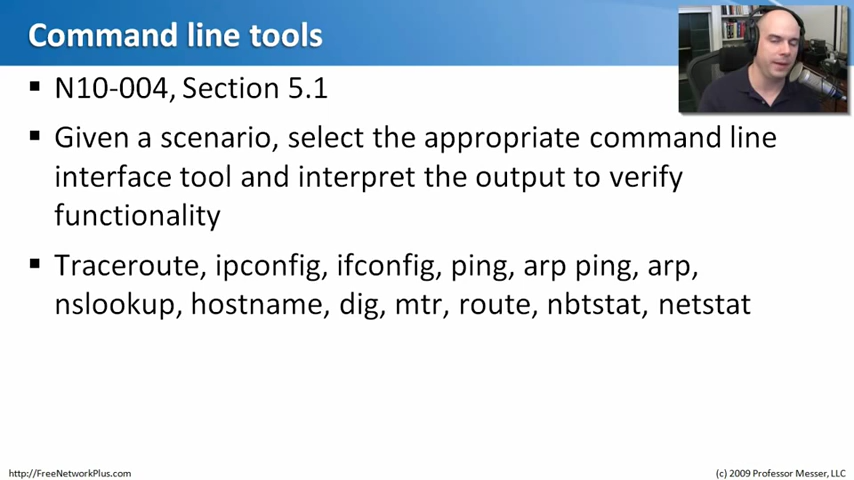 Command line tools
▪ N10-004, Section 5.1
▪ Given a scenario, select the appropriate command line
interface tool and interpret the output to verify
functionality
▪ Traceroute, ipconfig, ifconfig, ping, arp ping, arp,
nslookup, hostname, dig, mtr, route, nbtstat, netstat
http://FreeNetworkPlus.com
(c) 2009 Professor Messer, LLC